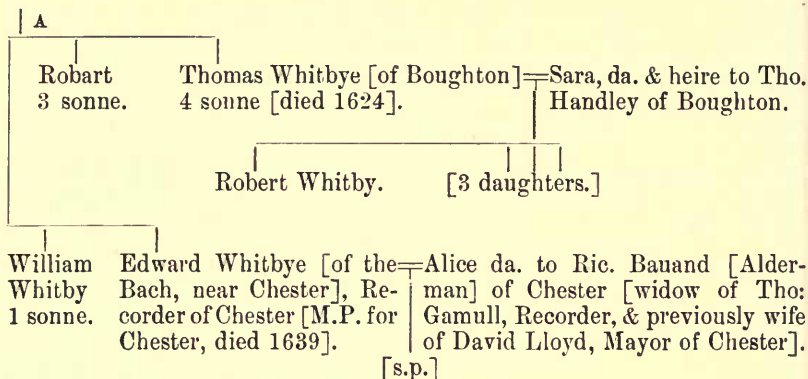 A
Robart Thomas Whitbye [of Boughton]=Sara, da. & heire to Tho.
3 sonne. 4 sonne [died 1624]. Handley of Boughton.
Robert Whitby. [3 daughters.]
William Edward Whitbye [of the=Alice da. to Ric. Bauand [Alder-
Whitby Bach, near Chester], Re- man] of Chester [widow of Tho:
1 sonne. corder of Chester [M.P. for Gamull, Recorder, & previously wife
Chester, died 1639]. of David Lloyd, Mayor of Chester].
[s.p.]